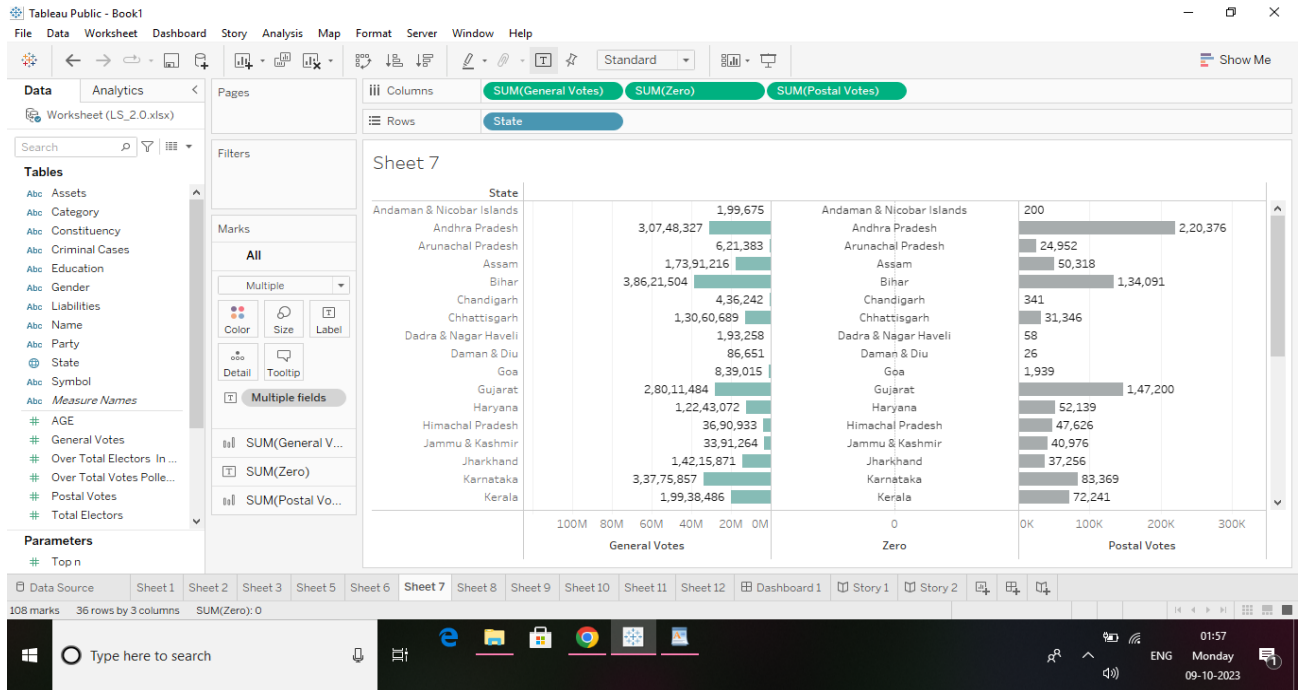 Tableau Public - Book1
File Data Worksheet Dashboard Story Analysis Map Format Server Window Help
Standard
Show Me
Data Analytics
Pages
Columns SUM(General Votes) SUM(Zero) SUM(Postal Votes)
Worksheet (LS_2.0.xlsx)
Rows State
Search
Filters
Sheet 7
Tables
Abc Assets
Abc Category
Abc Constituency
Abc Criminal Cases
Abc Education
Abc Gender
Abc Liabilities
Abc Name
Abc Party
State
Abc Symbol
Abc Measure Names
# AGE
# General Votes
# Over Total Electors In ...
# Over Total Votes Polle...
# Postal Votes
# Total Electors
Parameters
# Top n
Marks
All
Multiple
Color Size Label
Detail Tooltip
Multiple fields
SUM(General V...
SUM(Zero)
SUM(Postal Vo...
State
Andaman & Nicobar Islands 1,99,675 Andaman & Nicobar Islands 200
Andhra Pradesh 3,07,48,327 Andhra Pradesh 2,20,376
Arunachal Pradesh 6,21,383 Arunachal Pradesh 24,952
Assam 1,73,91,216 Assam 50,318
Bihar 3,86,21,504 Bihar 1,34,091
Chandigarh 4,36,242 Chandigarh 341
Chhattisgarh 1,30,60,689 Chhattisgarh 31,346
Dadra & Nagar Haveli 1,93,258 Dadra & Nagar Haveli 58
Daman & Diu 86,651 Daman & Diu 26
Goa 8,39,015 Goa 1,939
Gujarat 2,80,11,484 Gujarat 1,47,200
Haryana 1,22,43,072 Haryana 52,139
Himachal Pradesh 36,90,933 Himachal Pradesh 47,626
Jammu & Kashmir 33,91,264 Jammu & Kashmir 40,976
Jharkhand 1,42,15,871 Jharkhand 37,256
Karnataka 3,37,75,857 Karnataka 83,369
Kerala 1,99,38,486 Kerala 72,241
100M 80M 60M 40M 20M 0M 0 0K 100K 200K 300K
General Votes Zero Postal Votes
Data Source Sheet 1 Sheet 2 Sheet 3 Sheet 5 Sheet 6 Sheet 7 Sheet 8 Sheet 9 Sheet 10 Sheet 11 Sheet 12 Dashboard 1 Story 1 Story 2
108 marks 36 rows by 3 columns SUM(Zero): 0
Type here to search
01:57
ENG Monday
09-10-2023
1